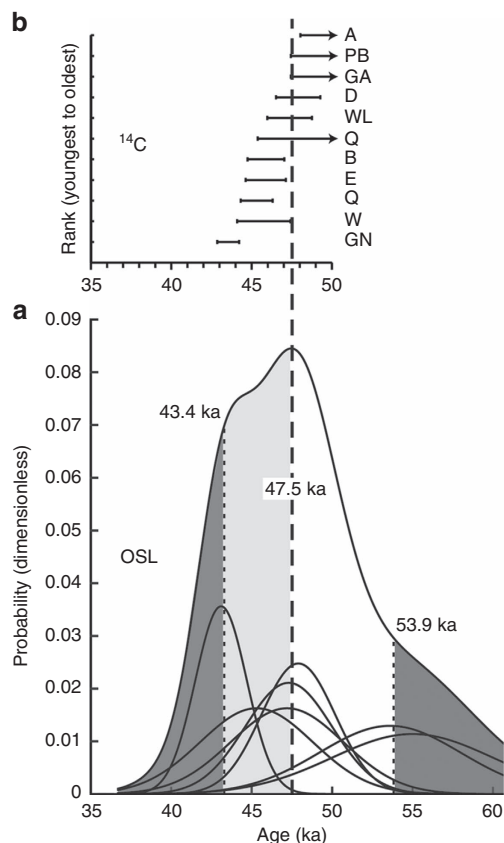 b
Rank (youngest to oldest)
14C
A
PB
GA
D
WL
Q
B
E
Q
W
GN
35 40 45 50
a
Probability (dimensionless)
0.09
0.08
0.07
0.06
0.05
0.04
0.03
0.02
0.01
0
43.4 ka
47.5 ka
OSL
53.9 ka
35 40 45 50 55 60
Age (ka)